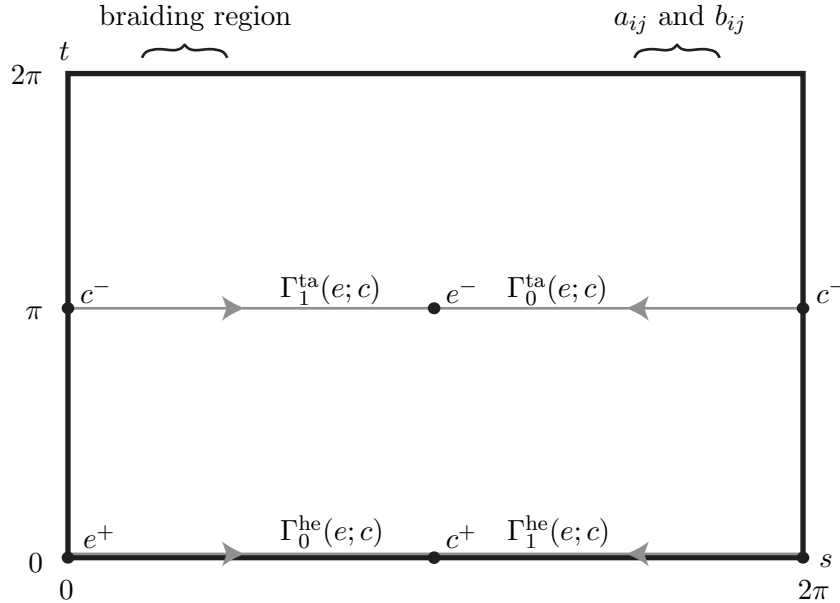 braiding region a_{ij} and b_{ij}
t
2π
Γ_1^{ta}(e; c) Γ_0^{ta}(e; c)
c^- e^- c^-
π
Γ_0^{he}(e; c) Γ_1^{he}(e; c)
e^+ c^+
0 s
0 2π